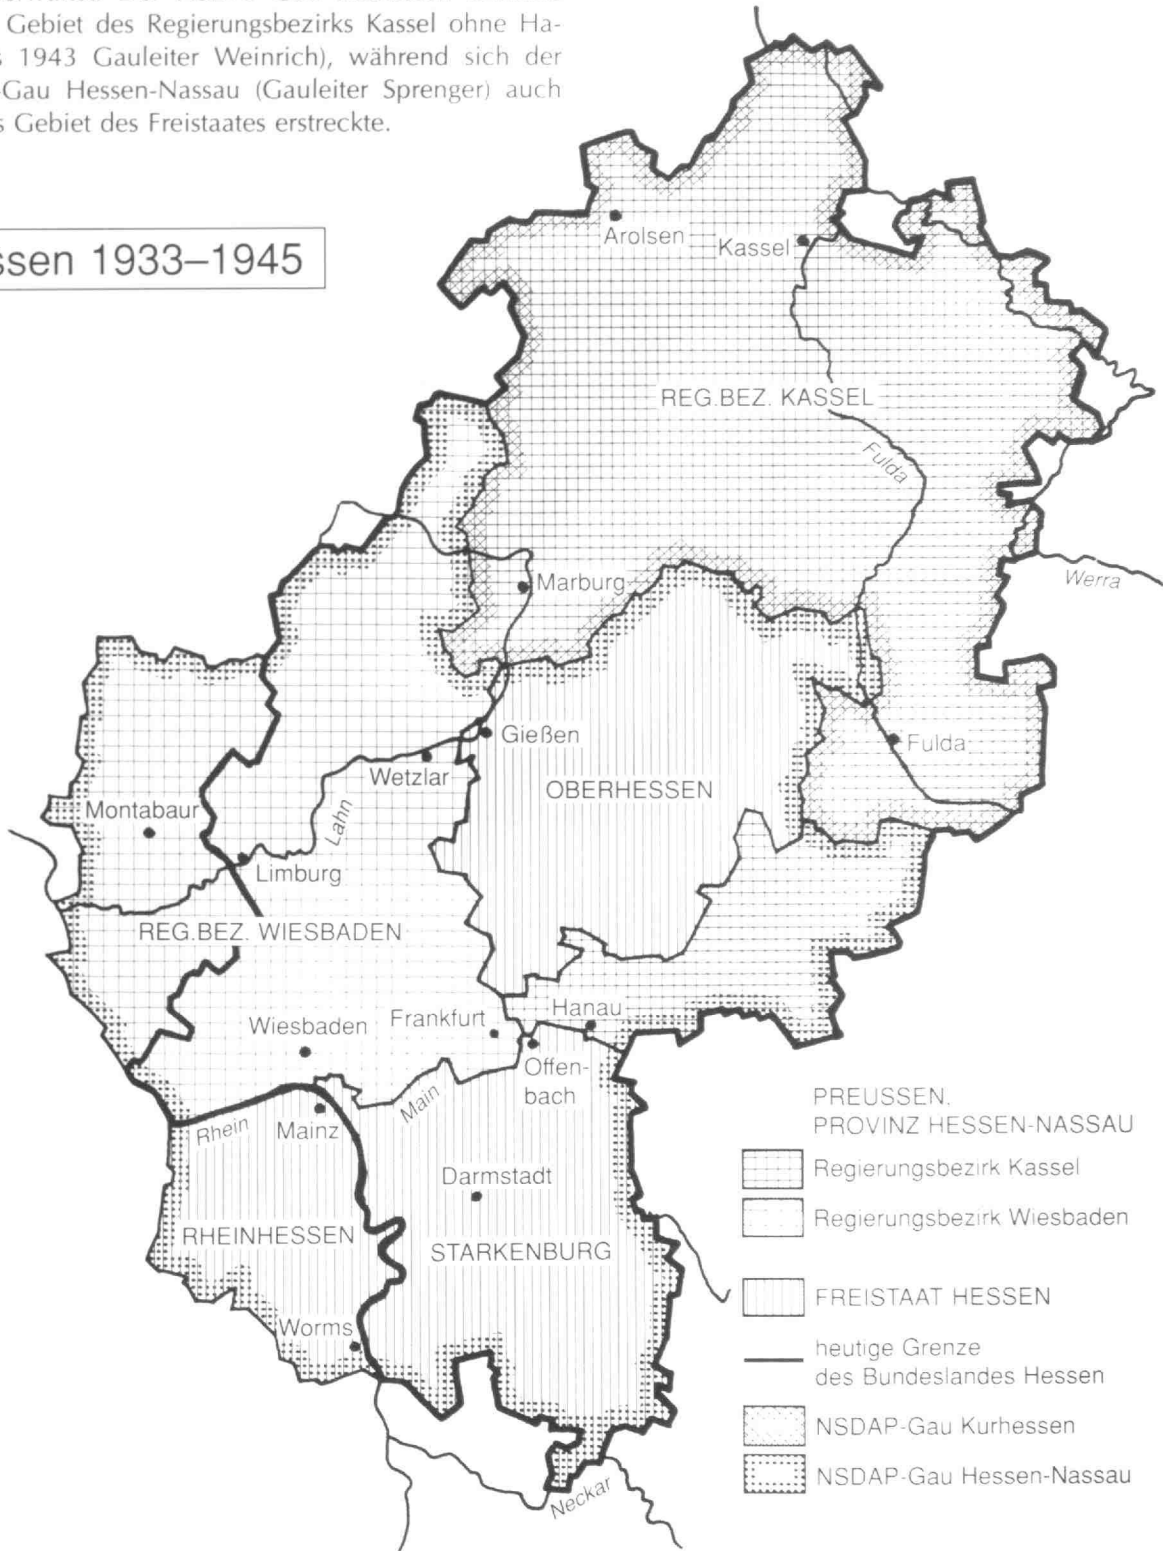 Gebiet des Regierungsbezirks Kassel ohne Ha-
1943 Gauleiter Weinrich), während sich der
-Gau Hessen-Nassau (Gauleiter Sprenger) auch
s Gebiet des Freistaates erstreckte.
ssen 1933–1945
Arolsen
Kassel
REG.BEZ. KASSEL
Fulda
Marburg
Werra
Gießen
Fulda
Wetzlar
OBERHESSEN
Montabaur
Lahn
Limburg
REG.BEZ. WIESBADEN
Wiesbaden
Frankfurt
Hanau
Offen-
bach
Main
Rhein
Mainz
Darmstadt
RHEINHESSEN
STARKENBURG
Worms
Neckar
PREUSSEN,
PROVINZ HESSEN-NASSAU
Regierungsbezirk Kassel
Regierungsbezirk Wiesbaden
FREISTAAT HESSEN
heutige Grenze
des Bundeslandes Hessen
NSDAP-Gau Kurhessen
NSDAP-Gau Hessen-Nassau